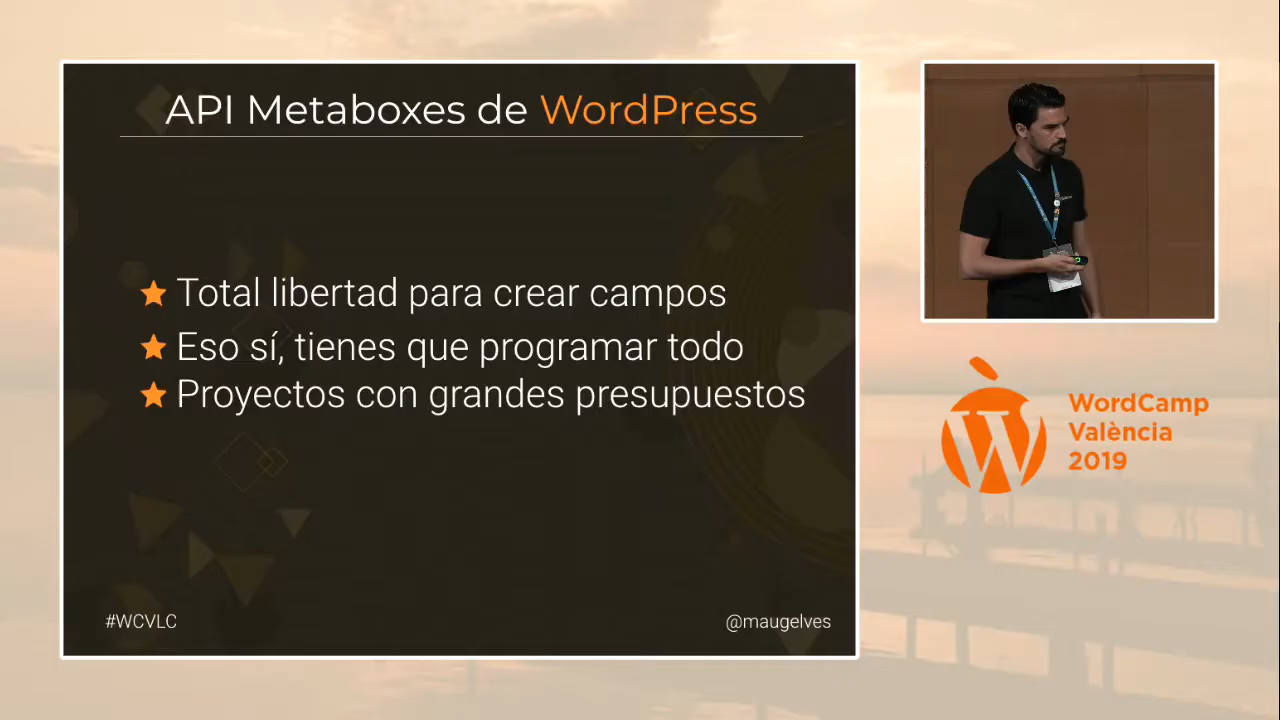 API Metaboxes de WordPress
Total libertad para crear campos
Eso sí, tienes que programar todo
Proyectos con grandes presupuestos
#WCVLC
@maugelves
WordCamp
València
2019